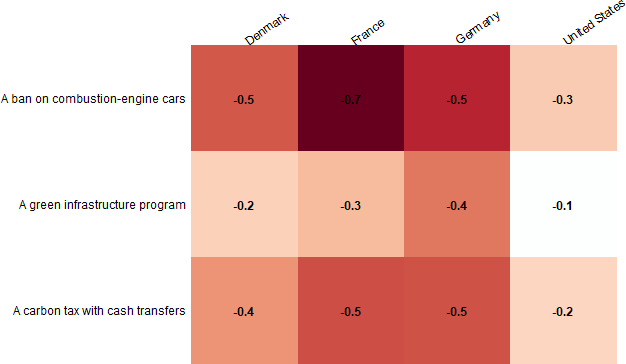 Denmark France Germany United States
A ban on combustion-engine cars -0.5 -0.7 -0.5 -0.3
A green infrastructure program -0.2 -0.3 -0.4 -0.1
A carbon tax with cash transfers -0.4 -0.5 -0.5 -0.2